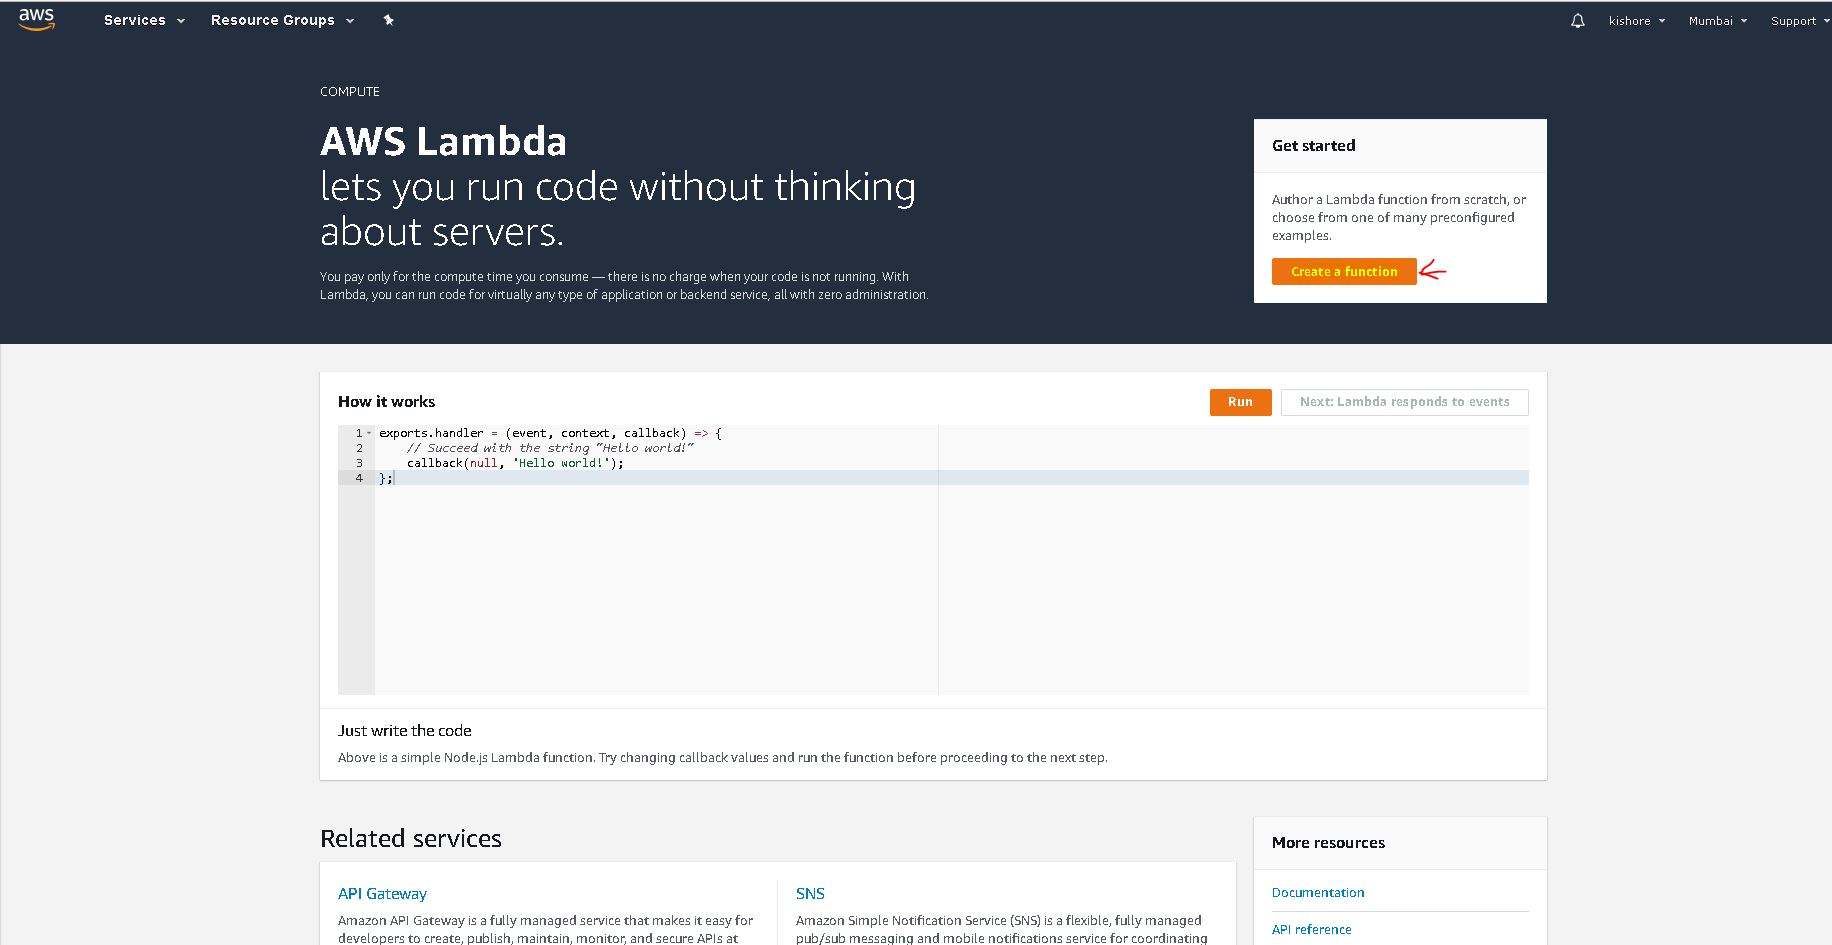 aws Services Resource Groups kishore Mumbai Support
COMPUTE
AWS Lambda
lets you run code without thinking
about servers.
You pay only for the compute time you consume — there is no charge when your code is not running. With
Lambda, you can run code for virtually any type of application or backend service, all with zero administration.
Get started
Author a Lambda function from scratch, or
choose from one of many preconfigured
examples.
Create a function
How it works
Run
Next: Lambda responds to events
1 exports.handler = (event, context, callback) => {
2 // Succeed with the string "Hello world!"
3 callback(null, 'Hello world!');
4 };
Just write the code
Above is a simple Node.js Lambda function. Try changing callback values and run the function before proceeding to the next step.
Related services
API Gateway
Amazon API Gateway is a fully managed service that makes it easy for
developers to create, publish, maintain, monitor, and secure APIs at
SNS
Amazon Simple Notification Service (SNS) is a flexible, fully managed
pub/sub messaging and mobile notifications service for coordinating
More resources
Documentation
API reference